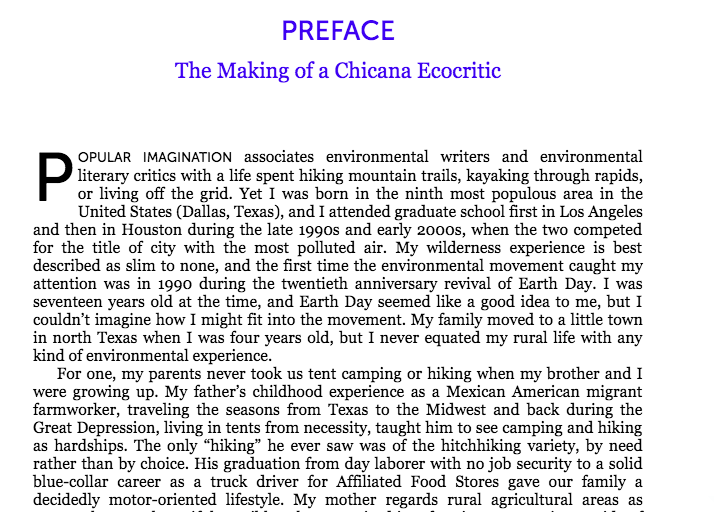 PREFACE
The Making of a Chicana Ecocritic
POPULAR IMAGINATION associates environmental writers and environmental
literary critics with a life spent hiking mountain trails, kayaking through rapids,
or living off the grid. Yet I was born in the ninth most populous area in the
United States (Dallas, Texas), and I attended graduate school first in Los Angeles
and then in Houston during the late 1990s and early 2000s, when the two competed
for the title of city with the most polluted air. My wilderness experience is best
described as slim to none, and the first time the environmental movement caught my
attention was in 1990 during the twentieth anniversary revival of Earth Day. I was
seventeen years old at the time, and Earth Day seemed like a good idea to me, but I
couldn’t imagine how I might fit into the movement. My family moved to a little town
in north Texas when I was four years old, but I never equated my rural life with any
kind of environmental experience.
For one, my parents never took us tent camping or hiking when my brother and I
were growing up. My father’s childhood experience as a Mexican American migrant
farmworker, traveling the seasons from Texas to the Midwest and back during the
Great Depression, living in tents from necessity, taught him to see camping and hiking
as hardships. The only “hiking” he ever saw was of the hitchhiking variety, by need
rather than by choice. His graduation from day laborer with no job security to a solid
blue-collar career as a truck driver for Affiliated Food Stores gave our family a
decidedly motor-oriented lifestyle. My mother regards rural agricultural areas as